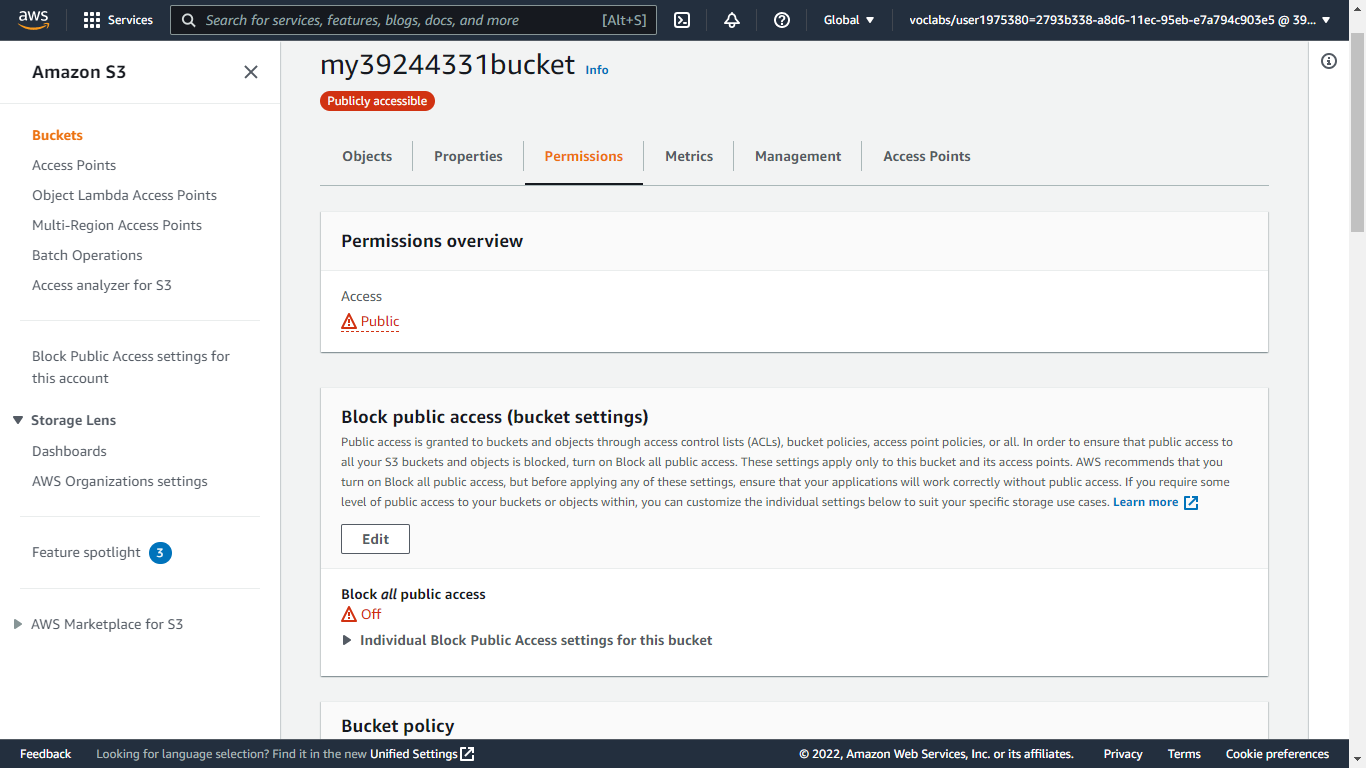 aws
Services
Search for services, features, blogs, docs, and more
[Alt+S]
Global
voclabs/user1975380=2793b338-a8d6-11ec-95eb-e7a794c903e5 @ 39...
Amazon S3
Buckets
Access Points
Object Lambda Access Points
Multi-Region Access Points
Batch Operations
Access analyzer for S3
Block Public Access settings for
this account
Storage Lens
Dashboards
AWS Organizations settings
Feature spotlight 3
AWS Marketplace for S3
my39244331bucket Info
Publicly accessible
Objects
Properties
Permissions
Metrics
Management
Access Points
Permissions overview
Access
Public
Block public access (bucket settings)
Public access is granted to buckets and objects through access control lists (ACLs), bucket policies, access point policies, or all. In order to ensure that public access to
all your S3 buckets and objects is blocked, turn on Block all public access. These settings apply only to this bucket and its access points. AWS recommends that you
turn on Block all public access, but before applying any of these settings, ensure that your applications will work correctly without public access. If you require some
level of public access to your buckets or objects within, you can customize the individual settings below to suit your specific storage use cases. Learn more
Edit
Block all public access
Off
Individual Block Public Access settings for this bucket
Bucket policy
Feedback
Looking for language selection? Find it in the new Unified Settings
© 2022, Amazon Web Services, Inc. or its affiliates.
Privacy
Terms
Cookie preferences